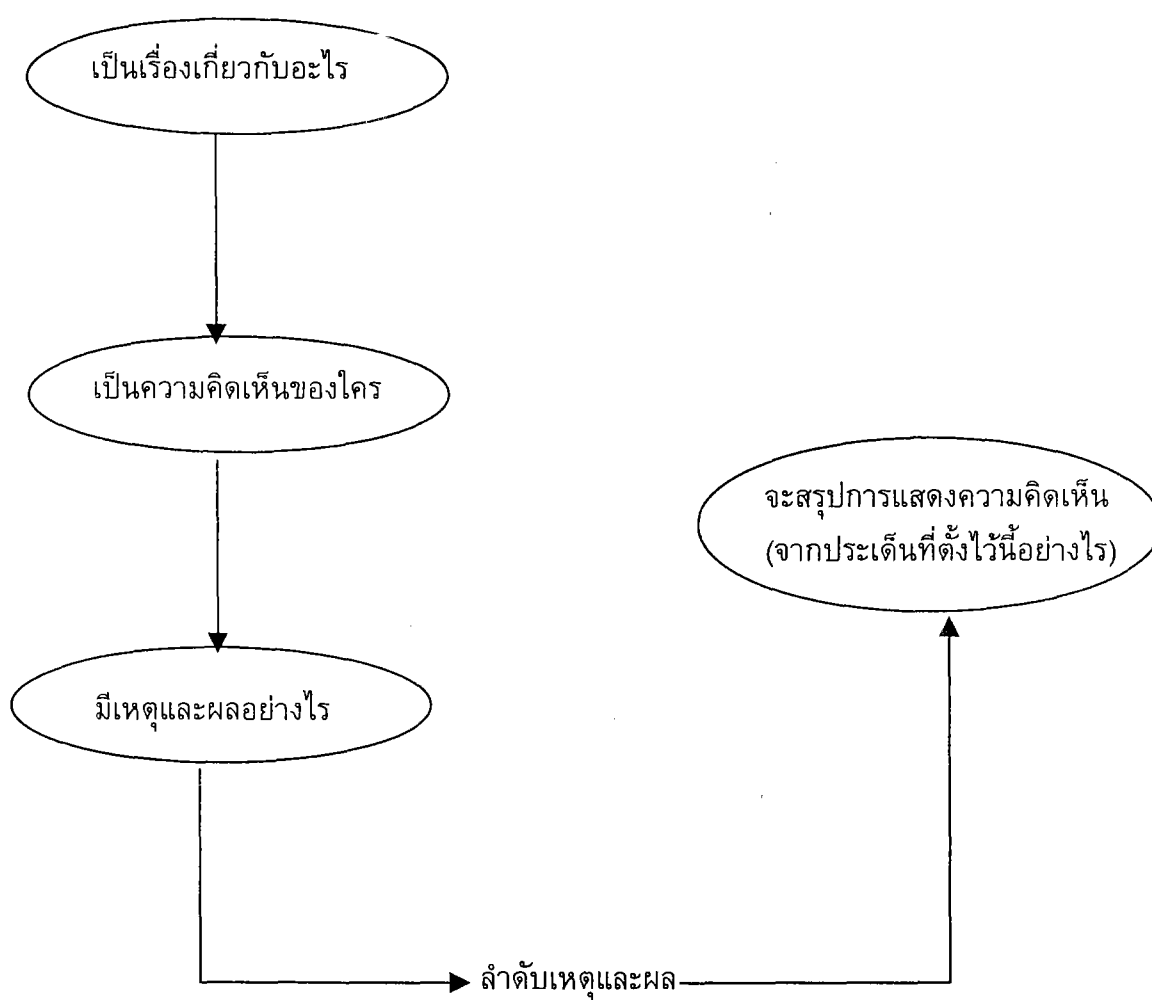 เป็นเรื่องเกี่ยวกับอะไร
เป็นความคิดเห็นของใคร
มีเหตุและผลอย่างไร
ลำดับเหตุและผล
จะสรุปการแสดงความคิดเห็น
(จากประเด็นที่ตั้งไว้นี้อย่างไร)